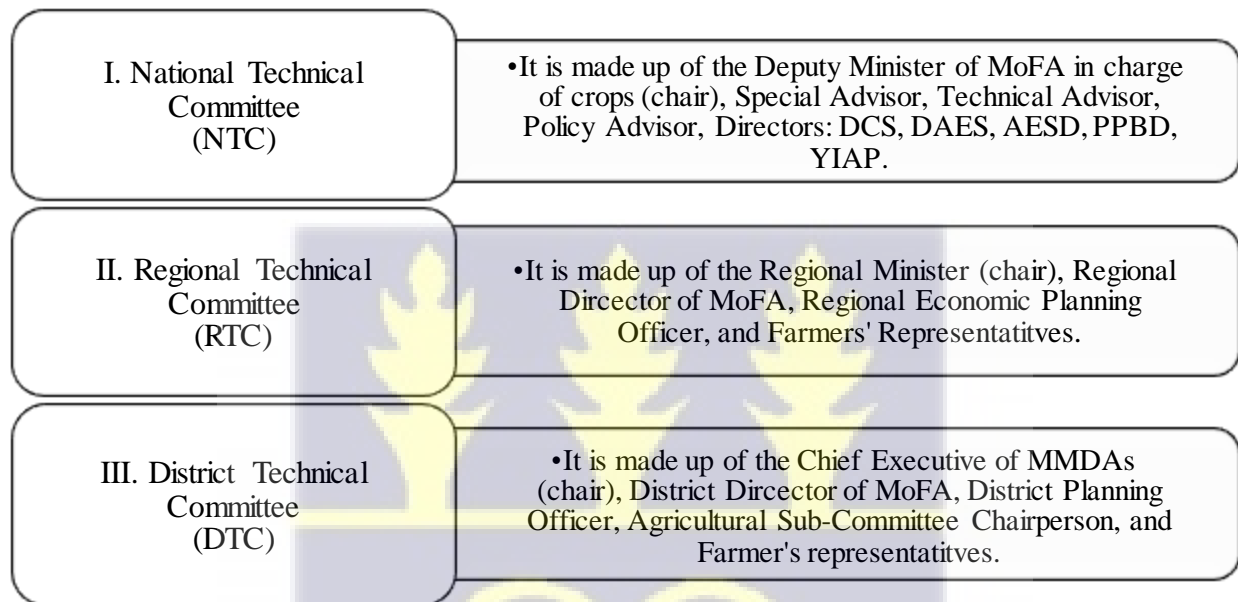 I. National Technical
Committee
(NTC)
•It is made up of the Deputy Minister of MoFA in charge
of crops (chair), Special Advisor, Technical Advisor,
Policy Advisor, Directors: DCS, DAES, AESD, PPBD,
YIAP.
II. Regional Technical
Committee
(RTC)
•It is made up of the Regional Minister (chair), Regional
Dircector of MoFA, Regional Economic Planning
Officer, and Farmers' Representatitves.
III. District Technical
Committee
(DTC)
•It is made up of the Chief Executive of MMDAs
(chair), District Dircector of MoFA, District Planning
Officer, Agricultural Sub-Committee Chairperson, and
Farmer's representatitves.